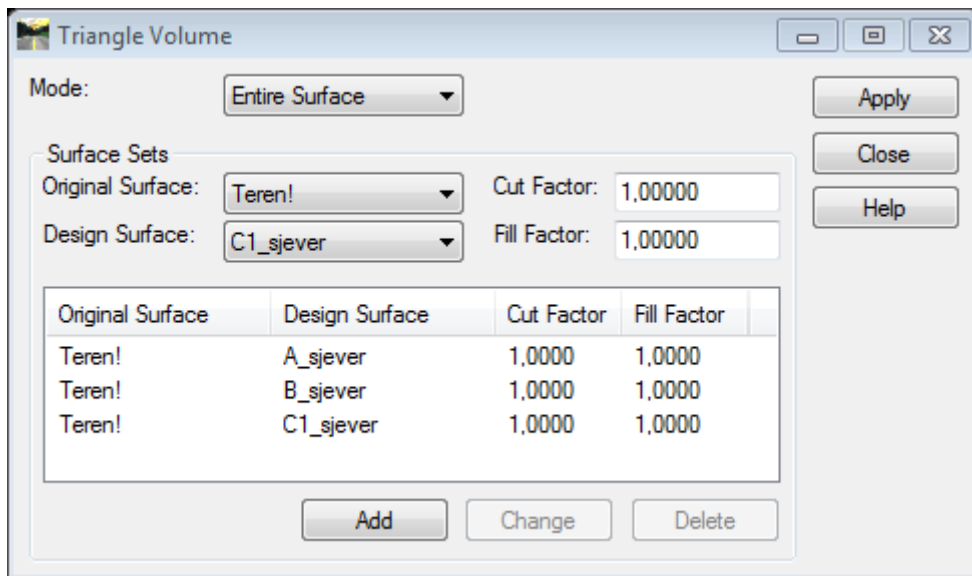 Triangle Volume
Mode: Entire Surface Apply
Surface Sets Close
Original Surface: Teren! Cut Factor: 1,00000 Help
Design Surface: C1_sjever Fill Factor: 1,00000
Original Surface Design Surface Cut Factor Fill Factor
Teren! A_sjever 1,0000 1,0000
Teren! B_sjever 1,0000 1,0000
Teren! C1_sjever 1,0000 1,0000
Add Change Delete